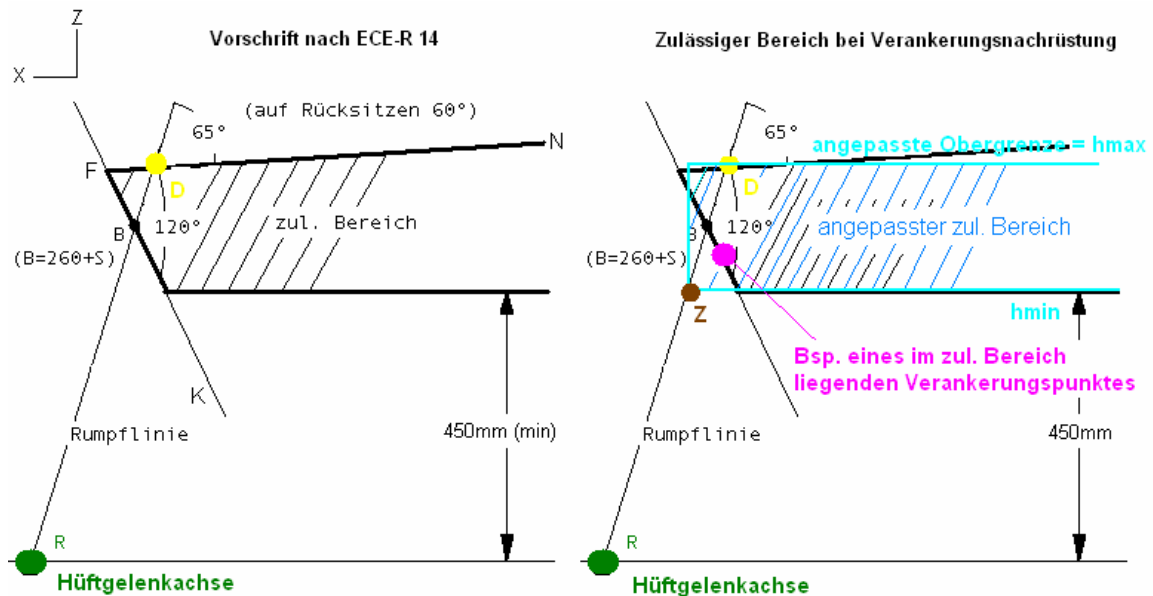 Vorschrift nach ECE-R 14
Z
X
(auf Rücksitzen 60°)
65°
N
F
D
B
120°
zul. Bereich
(B=260+S)
K
Rumpflinie
450mm (min)
R
Hüftgelenkachse
Zulässiger Bereich bei Verankerungsnachrüstung
65°
angepasste Obergrenze = hmax
D
B
120°
angepasster zul. Bereich
(B=260+S)
Z
hmin
Bsp. eines im zul. Bereich
liegenden Verankerungspunktes
Rumpflinie
450mm
R
Hüftgelenkachse